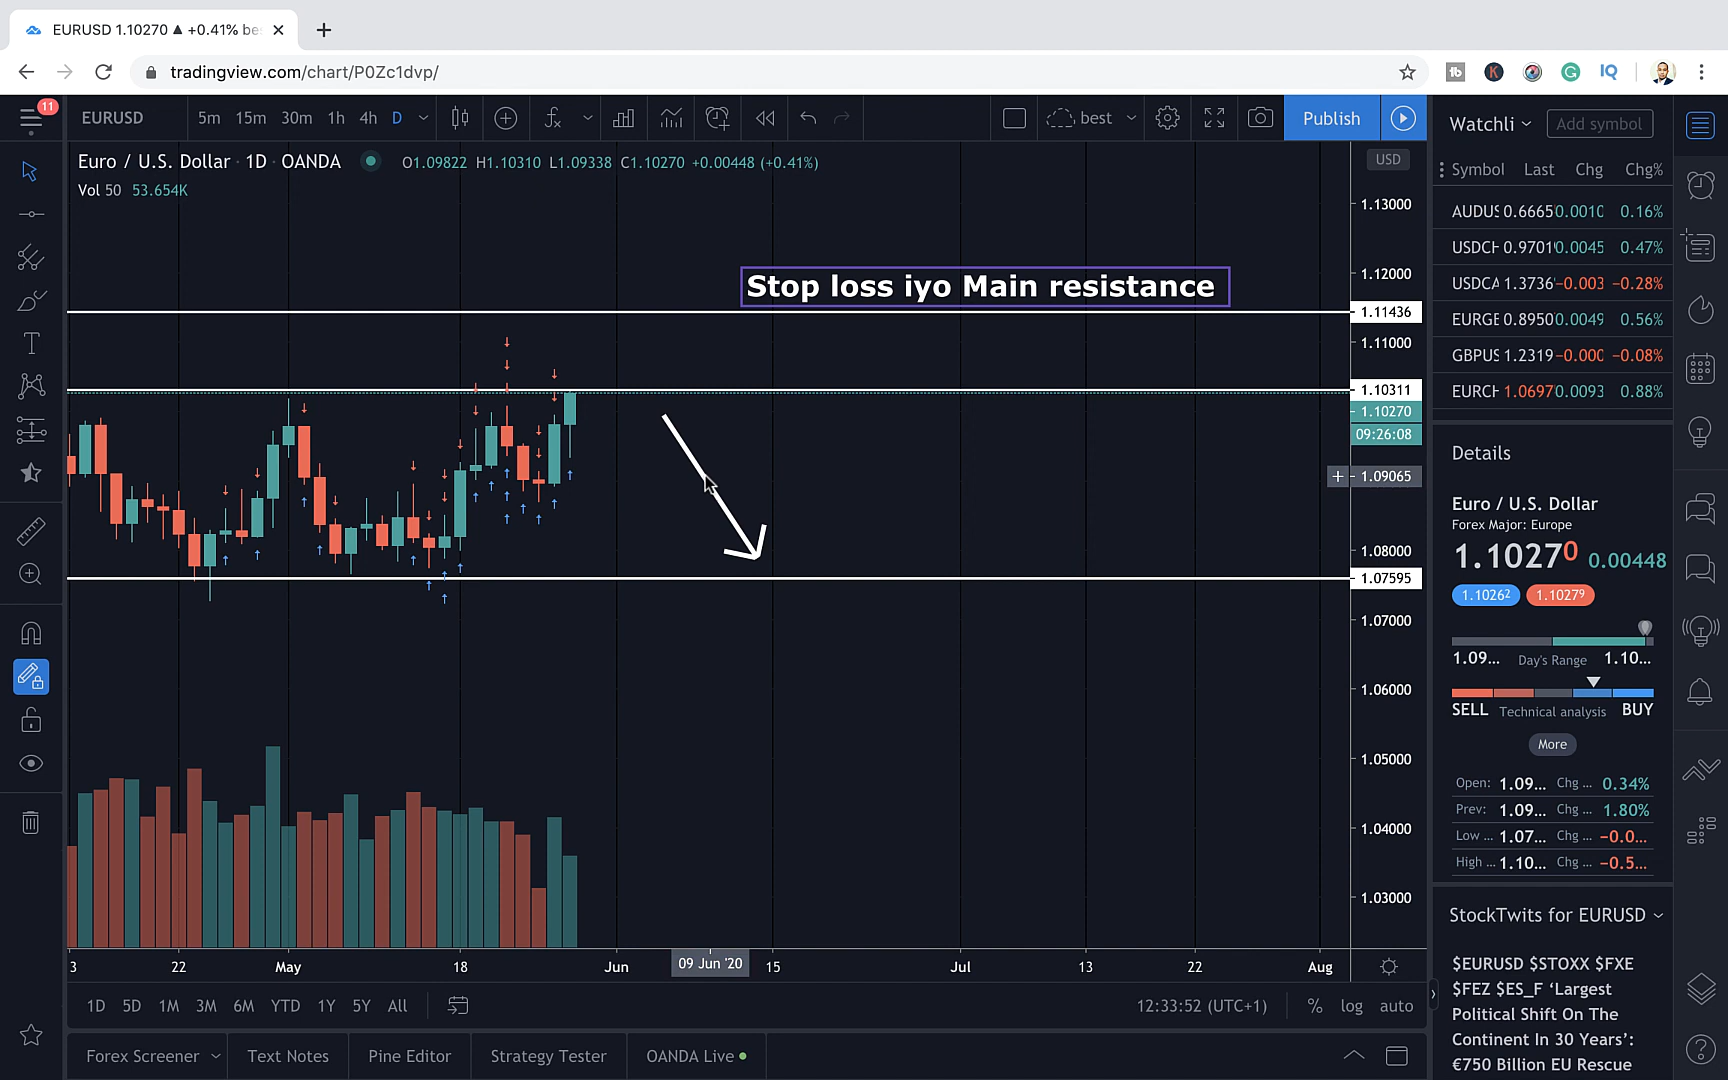 EURUSD 1.10270 ▲ +0.41% be
tradingview.com/chart/P0Zc1dvp/
11
EURUSD 5m 15m 30m 1h 4h D best Publish
Watchli Add symbol
Euro / U.S. Dollar · 1D · OANDA O1.09822 H1.10310 L1.09338 C1.10270 +0.00448 (+0.41%)
Vol 50 53.654K
USD
1.13000
1.12000
Stop loss iyo Main resistance
1.11436
1.11000
1.10311
1.10270
09:26:08
1.09065
1.08000
1.07595
1.07000
1.06000
1.05000
1.04000
1.03000
3 22 May 18 Jun 09 Jun '20 15 Jul 13 22 Aug
1D 5D 1M 3M 6M YTD 1Y 5Y All 12:33:52 (UTC+1) % log auto
Forex Screener Text Notes Pine Editor Strategy Tester OANDA Live
Symbol Last Chg Chg%
AUDUS 0.6665 0.0010 0.16%
USDCH 0.9701 0.0045 0.47%
USDCA 1.3736 −0.003 −0.28%
EURGE 0.8950 0.0049 0.56%
GBPUS 1.2319 −0.000 −0.08%
EURCH 1.0697 0.0093 0.88%
Details
Euro / U.S. Dollar
Forex Major: Europe
1.10270 0.00448
1.10262 1.10279
1.09... Day's Range 1.10...
SELL Technical analysis BUY
More
Open: 1.09... Chg ... 0.34%
Prev: 1.09... Chg ... 1.80%
Low ... 1.07... Chg ... −0.0...
High ... 1.10... Chg ... −0.5...
StockTwits for EURUSD
$EURUSD $STOXX $FXE
$FEZ $ES_F ‘Largest
Political Shift On The
Continent In 30 Years’:
€750 Billion EU Rescue